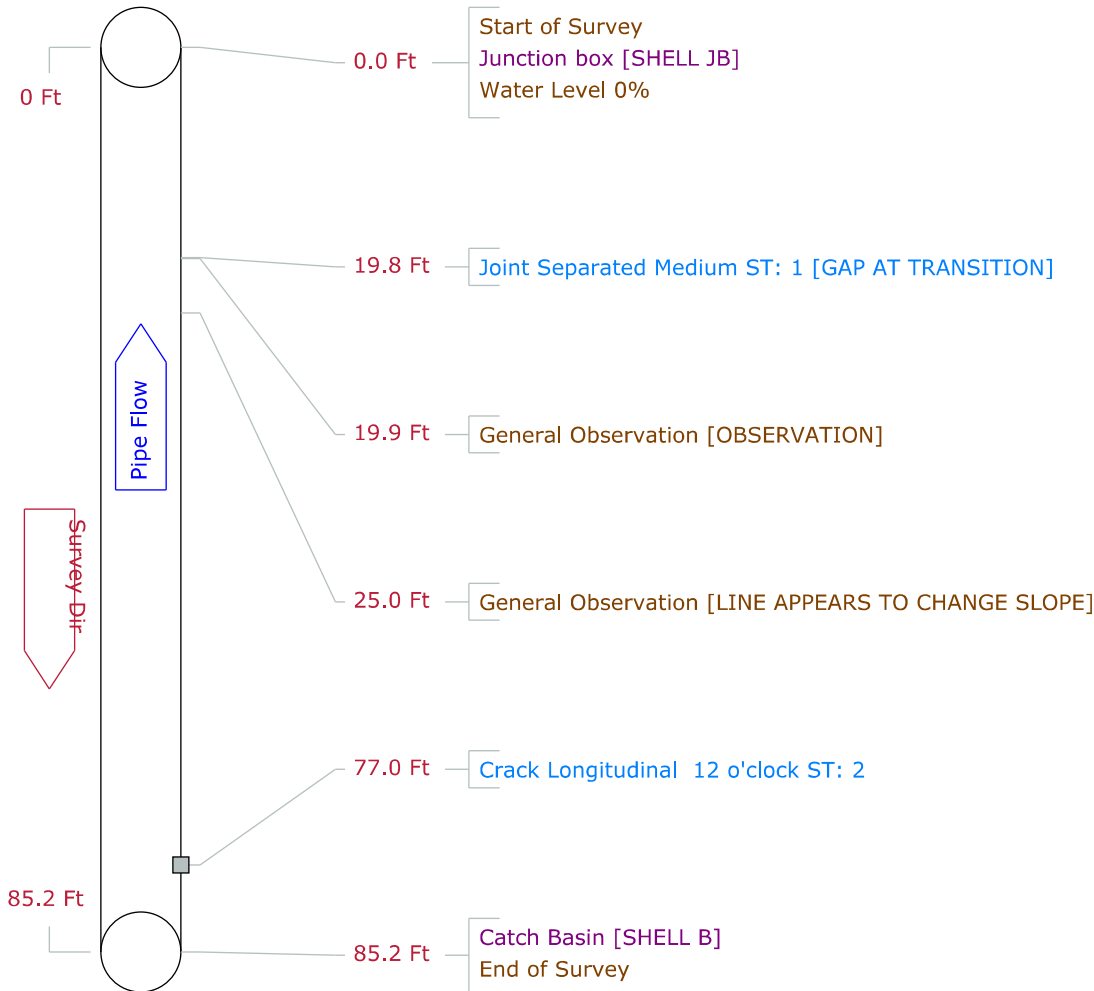 Start of Survey
0.0 Ft
Junction box [SHELL JB]
Water Level 0%
0 Ft
19.8 Ft
Joint Separated Medium ST: 1 [GAP AT TRANSITION]
Pipe Flow
19.9 Ft
General Observation [OBSERVATION]
Survey Dir
25.0 Ft
General Observation [LINE APPEARS TO CHANGE SLOPE]
77.0 Ft
Crack Longitudinal  12 o'clock ST: 2
85.2 Ft
85.2 Ft
Catch Basin [SHELL B]
End of Survey